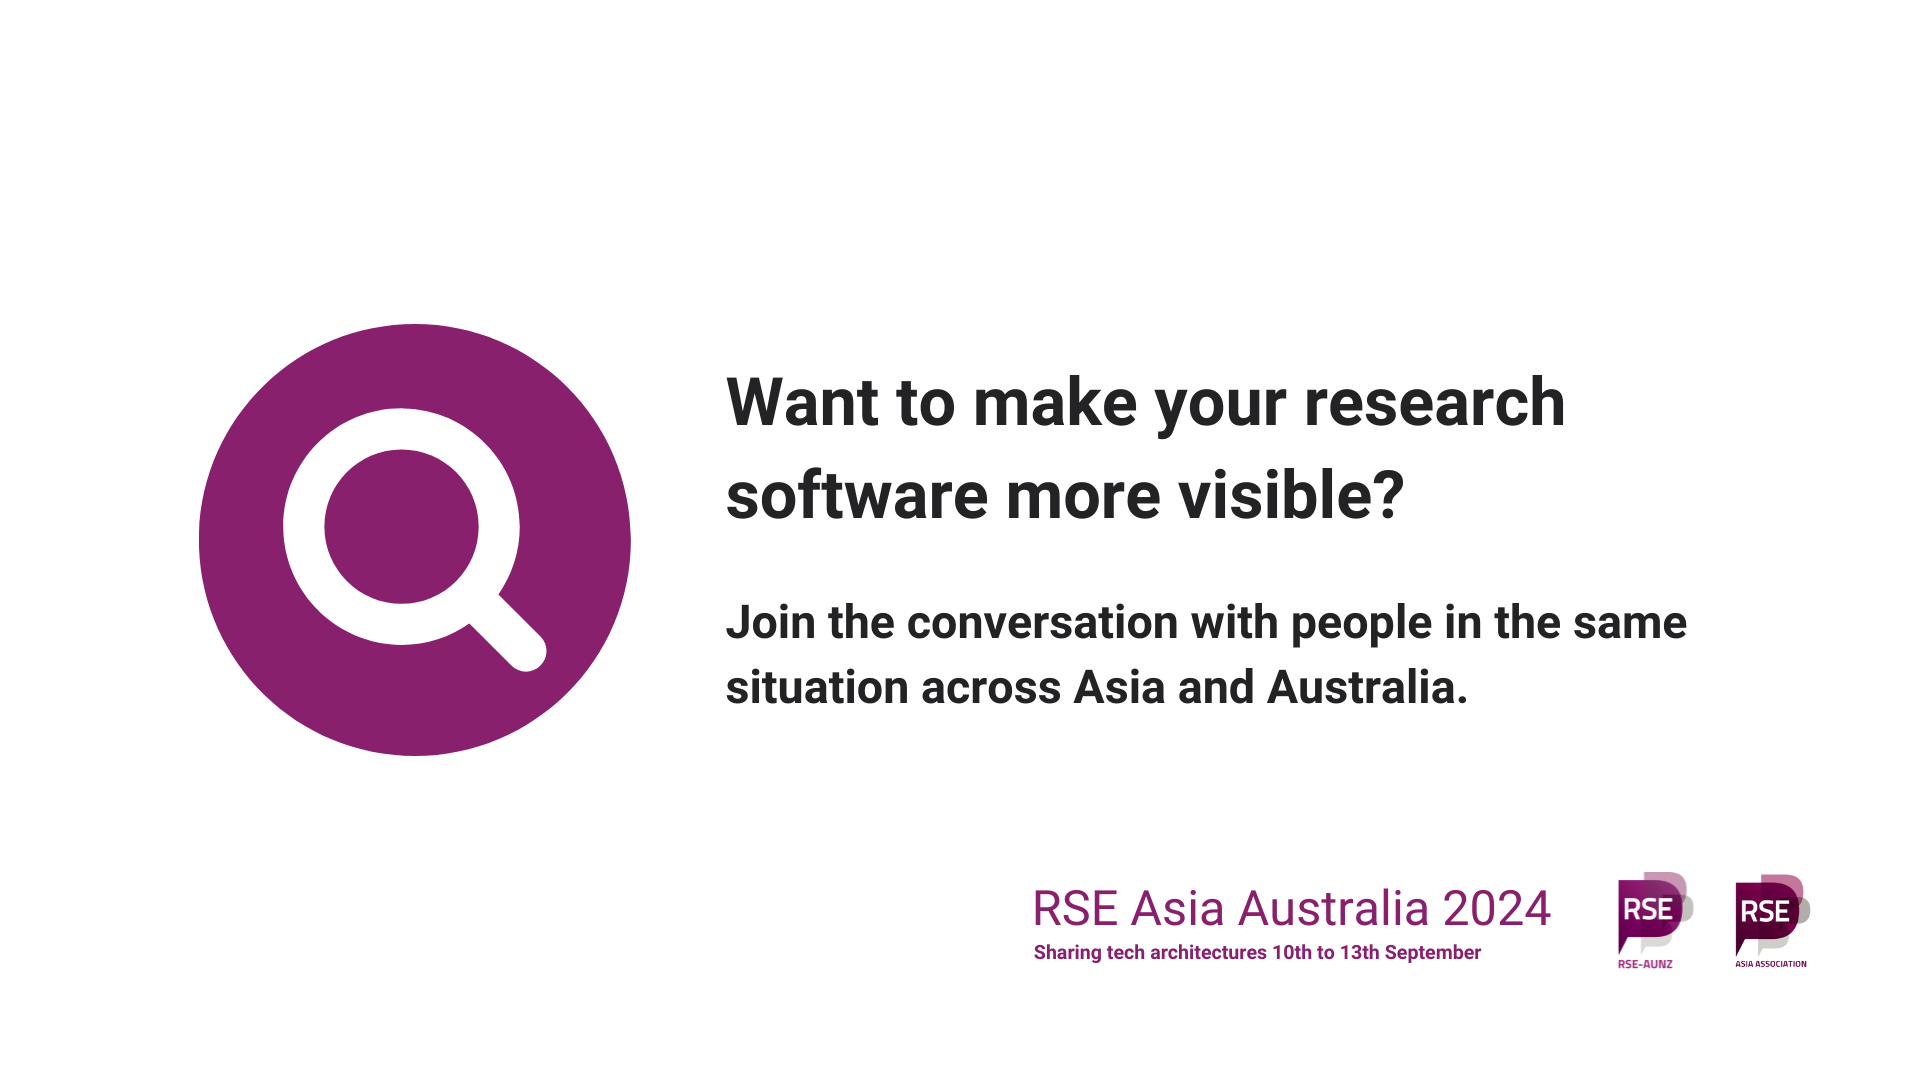 Want to make your research
software more visible?
Join the conversation with people in the same
situation across Asia and Australia.
RSE Asia Australia 2024
Sharing tech architectures 10th to 13th September
RSE
RSE-AUNZ
RSE
ASIA ASSOCIATION